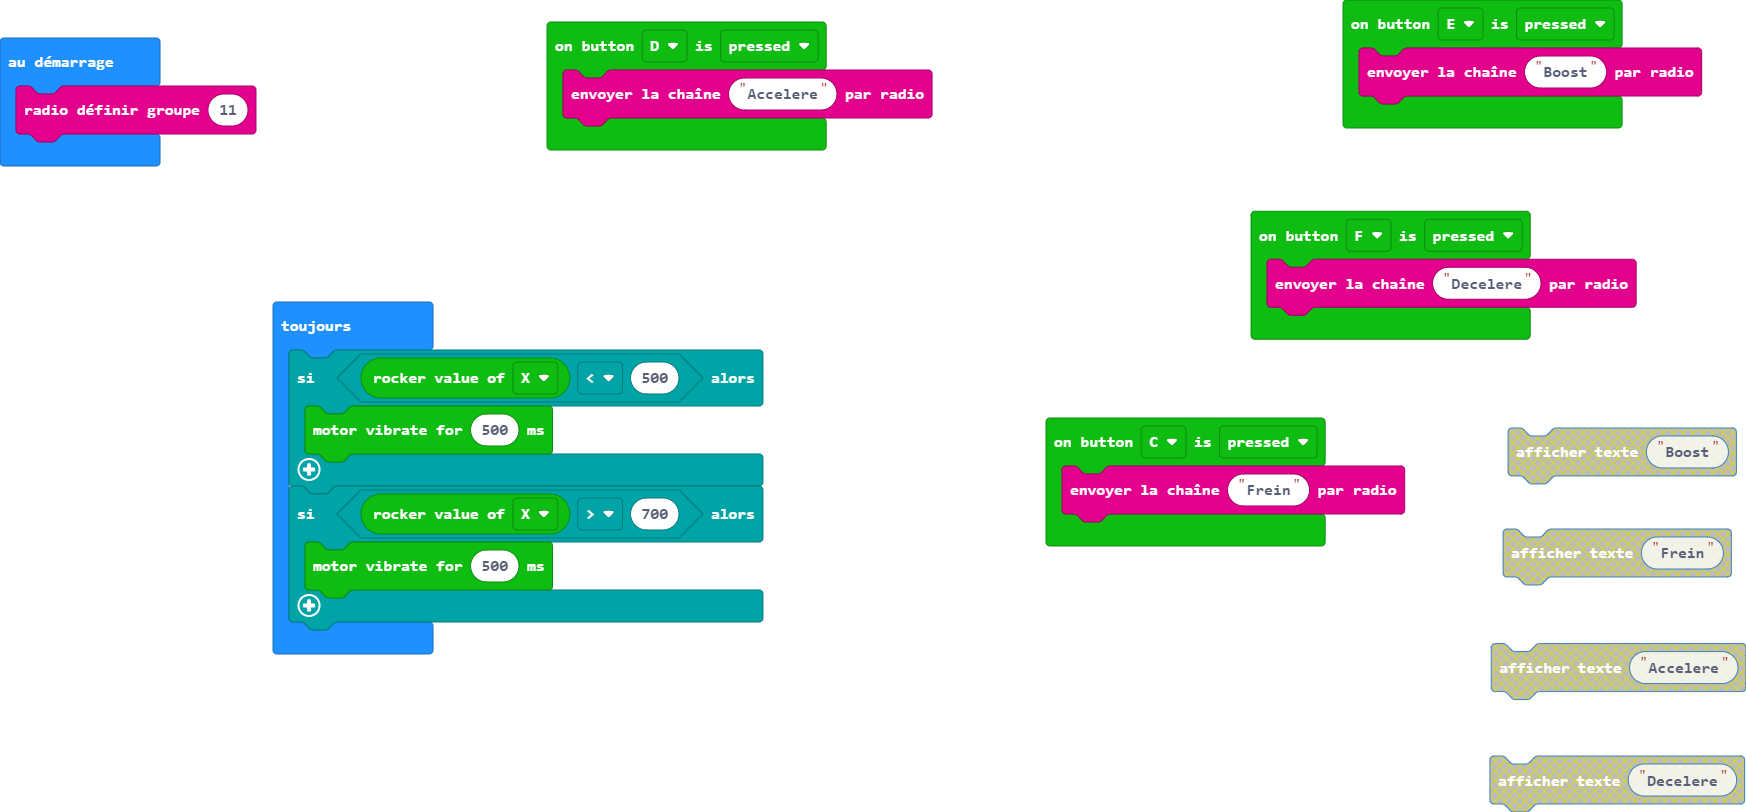 au démarrage
radio définir groupe 11
on button D is pressed
envoyer la chaîne "Accelere" par radio
on button E is pressed
envoyer la chaîne "Boost" par radio
on button F is pressed
envoyer la chaîne "Decelere" par radio
toujours
si rocker value of X < 500 alors
motor vibrate for 500 ms
si rocker value of X > 700 alors
motor vibrate for 500 ms
on button C is pressed
envoyer la chaîne "Frein" par radio
afficher texte "Boost"
afficher texte "Frein"
afficher texte "Accelere"
afficher texte "Decelere"